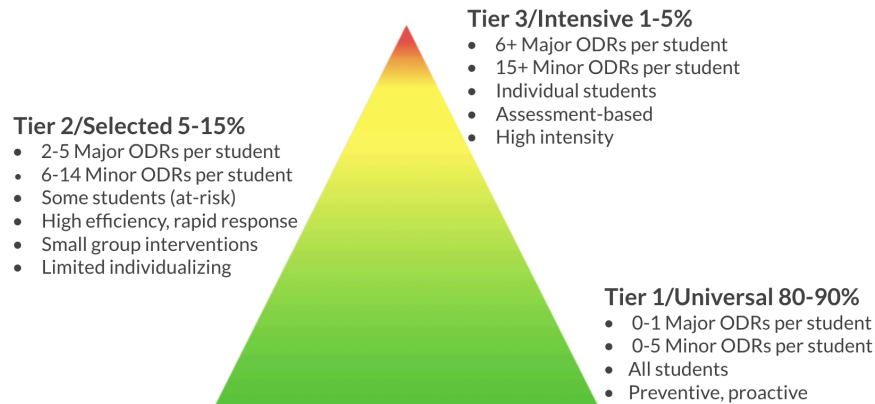 Tier 3/Intensive 1-5%
• 6+ Major ODRs per student
• 15+ Minor ODRs per student
• Individual students
• Assessment-based
• High intensity
Tier 2/Selected 5-15%
• 2-5 Major ODRs per student
• 6-14 Minor ODRs per student
• Some students (at-risk)
• High efficiency, rapid response
• Small group interventions
• Limited individualizing
Tier 1/Universal 80-90%
• 0-1 Major ODRs per student
• 0-5 Minor ODRs per student
• All students
• Preventive, proactive